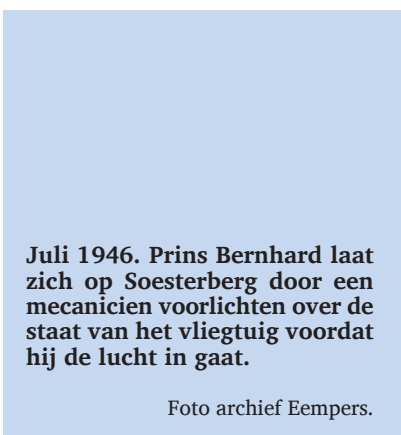 Juli 1946. Prins Bernhard laat
zich op Soesterberg door een
mecanicien voorlichten over de
staat van het vliegtuig voordat
hij de lucht in gaat.
Foto archief Eempers.